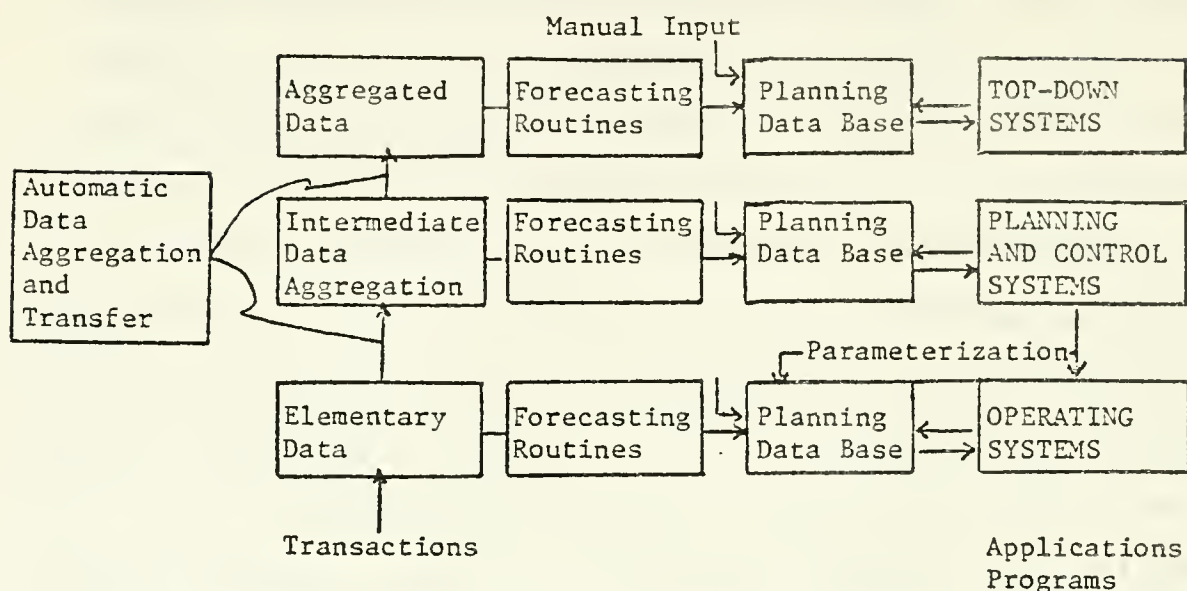 Manual Input
Aggregated
Data
Forecasting
Routines
Planning
Data Base
TOP-DOWN
SYSTEMS
Automatic
Data
Aggregation
and
Transfer
Intermediate
Data
Aggregation
Forecasting
Routines
Planning
Data Base
PLANNING
AND CONTROL
SYSTEMS
Parameterization
Elementary
Data
Forecasting
Routines
Planning
Data Base
OPERATING
SYSTEMS
Transactions
Applications
Programs